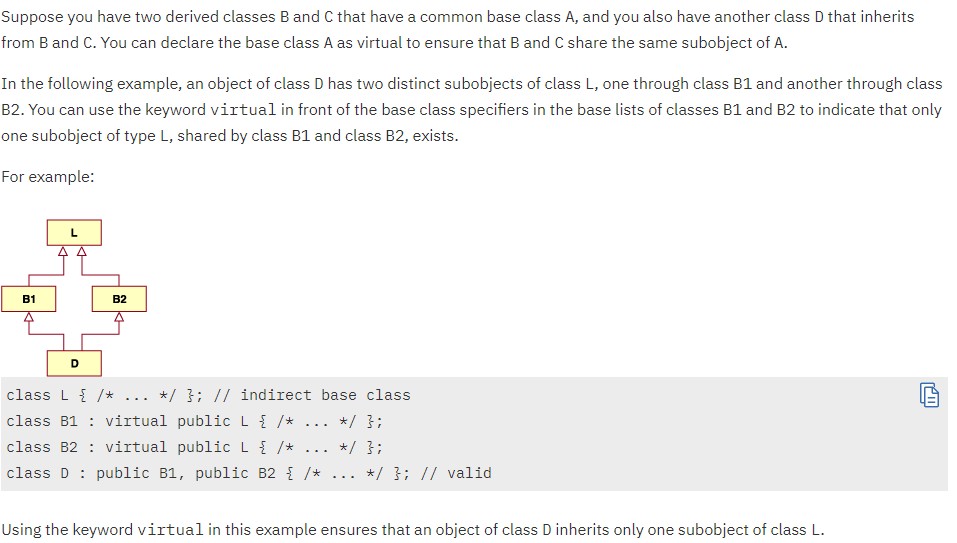 Suppose you have two derived classes B and C that have a common base class A, and you also have another class D that inherits
from B and C. You can declare the base class A as virtual to ensure that B and C share the same subobject of A.
In the following example, an object of class D has two distinct subobjects of class L, one through class B1 and another through class
B2. You can use the keyword virtual in front of the base class specifiers in the base lists of classes B1 and B2 to indicate that only
one subobject of type L, shared by class B1 and class B2, exists.
For example:
L
B1 B2
D
class L { /* ... */ }; // indirect base class
class B1 : virtual public L { /* ... */ };
class B2 : virtual public L { /* ... */ };
class D : public B1, public B2 { /* ... */ }; // valid
Using the keyword virtual in this example ensures that an object of class D inherits only one subobject of class L.